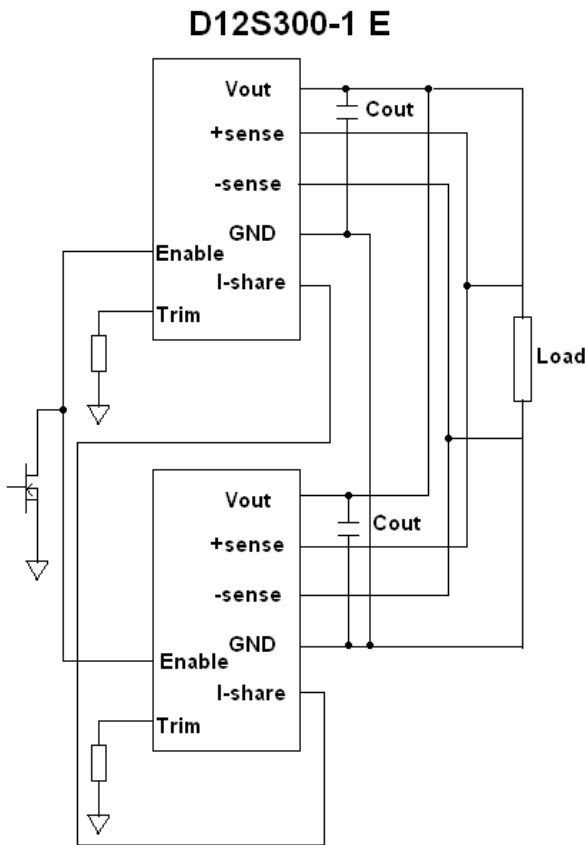 D12S300-1 E
Vout
Cout
+sense
-sense
GND
Enable
I-share
Trim
Load
Vout
Cout
+sense
-sense
GND
Enable
I-share
Trim